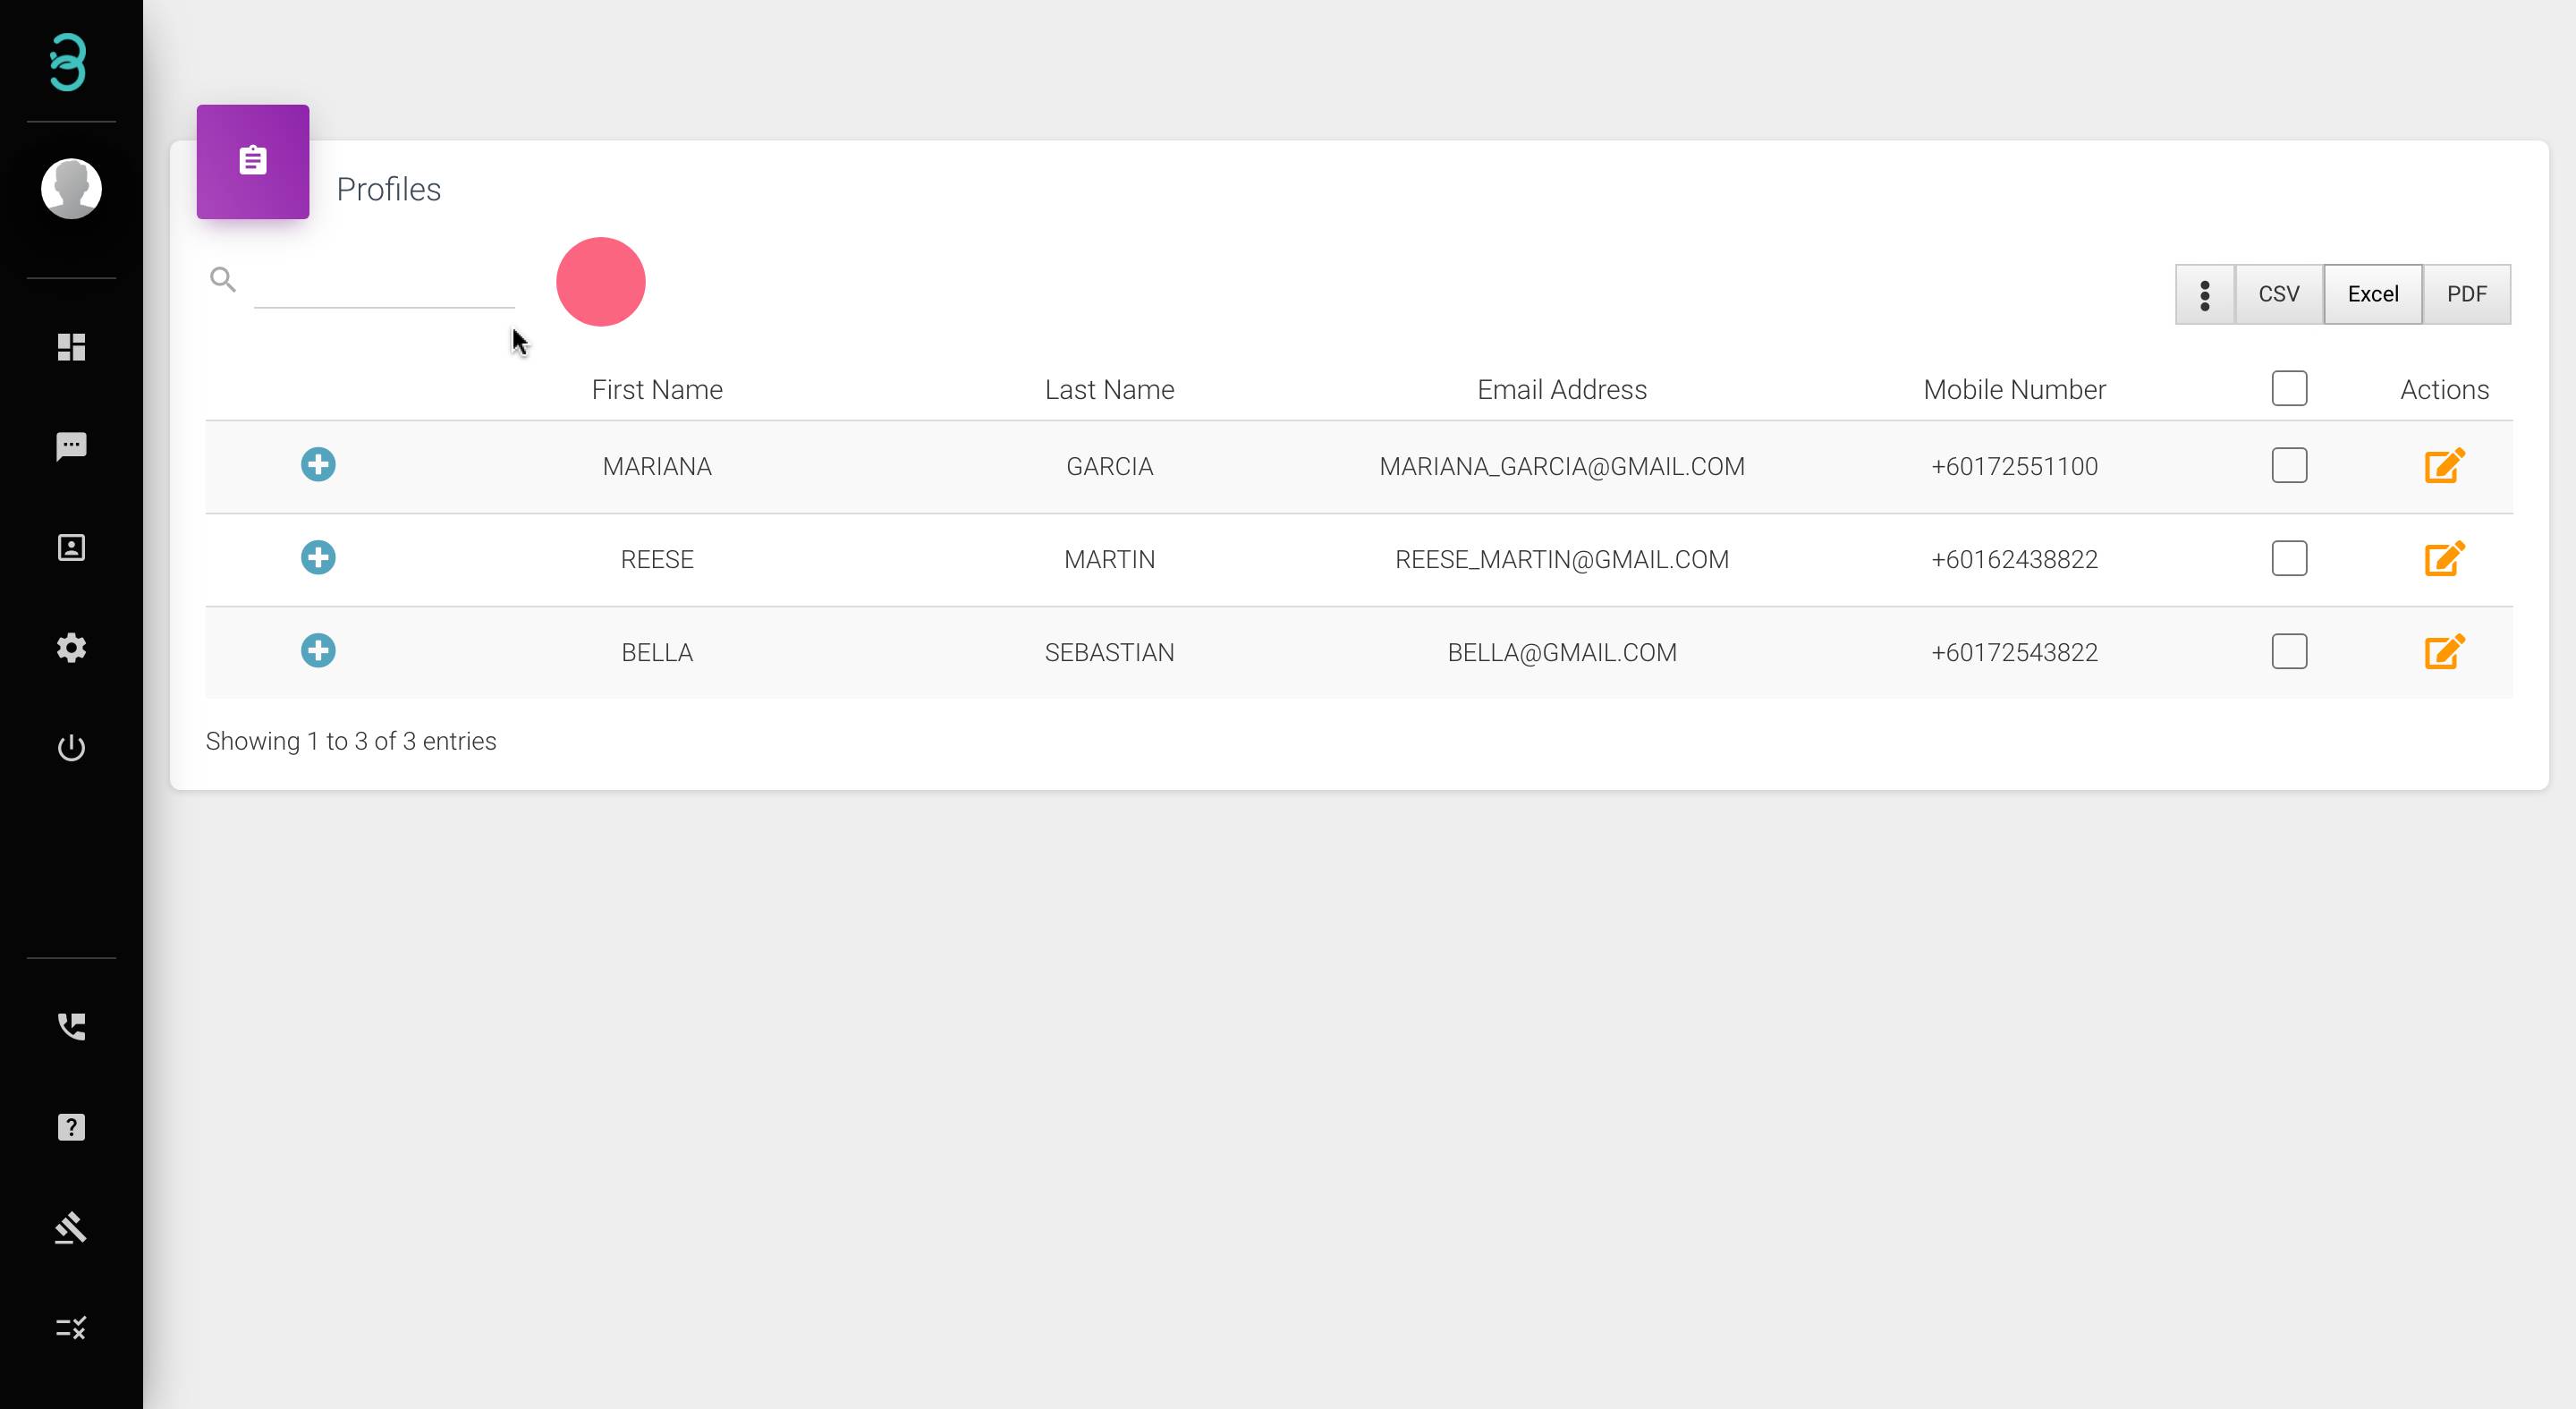 Profiles
CSV Excel PDF
First Name Last Name Email Address Mobile Number Actions
MARIANA GARCIA MARIANA_GARCIA@GMAIL.COM +60172551100
REESE MARTIN REESE_MARTIN@GMAIL.COM +60162438822
BELLA SEBASTIAN BELLA@GMAIL.COM +60172543822
Showing 1 to 3 of 3 entries